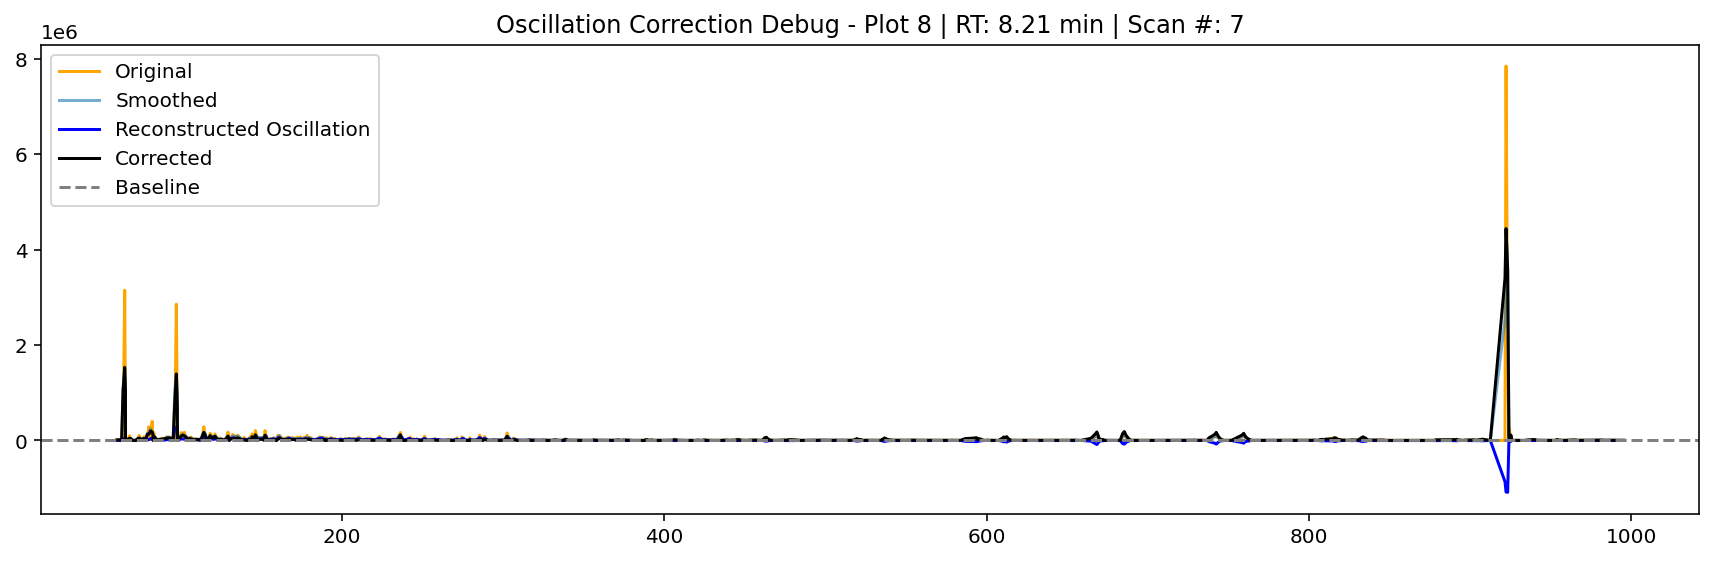 Oscillation Correction Debug - Plot 8 | RT: 8.21 min | Scan #: 7
1e6
8
6
4
2
0
Original
Smoothed
Reconstructed Oscillation
Corrected
Baseline
200 400 600 800 1000